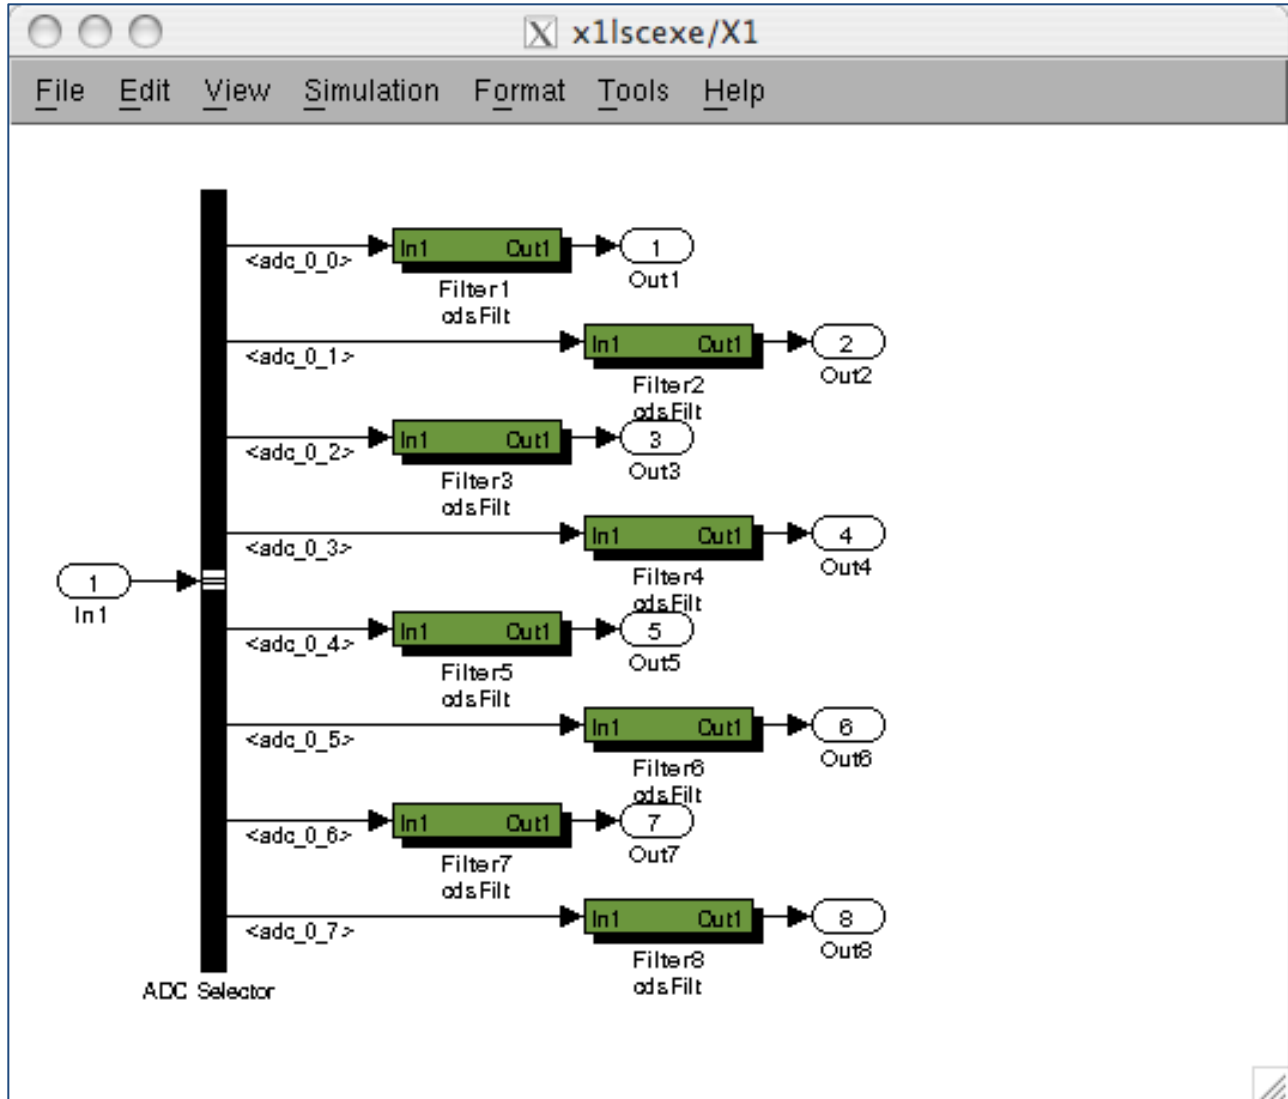 x1lscexe/X1
File Edit View Simulation Format Tools Help
<adc_0_0> In1 Out1 1
Filter1 Out1
cdsFilt
<adc_0_1> In1 Out1 2
Filter2 Out2
cdsFilt
<adc_0_2> In1 Out1 3
Filter3 Out3
cdsFilt
<adc_0_3> In1 Out1 4
Filter4 Out4
cdsFilt
1
In1
<adc_0_4> In1 Out1 5
Filter5 Out5
cdsFilt
<adc_0_5> In1 Out1 6
Filter6 Out6
cdsFilt
<adc_0_6> In1 Out1 7
Filter7 Out7
cdsFilt
<adc_0_7> In1 Out1 8
Filter8 Out8
cdsFilt
ADC Selector